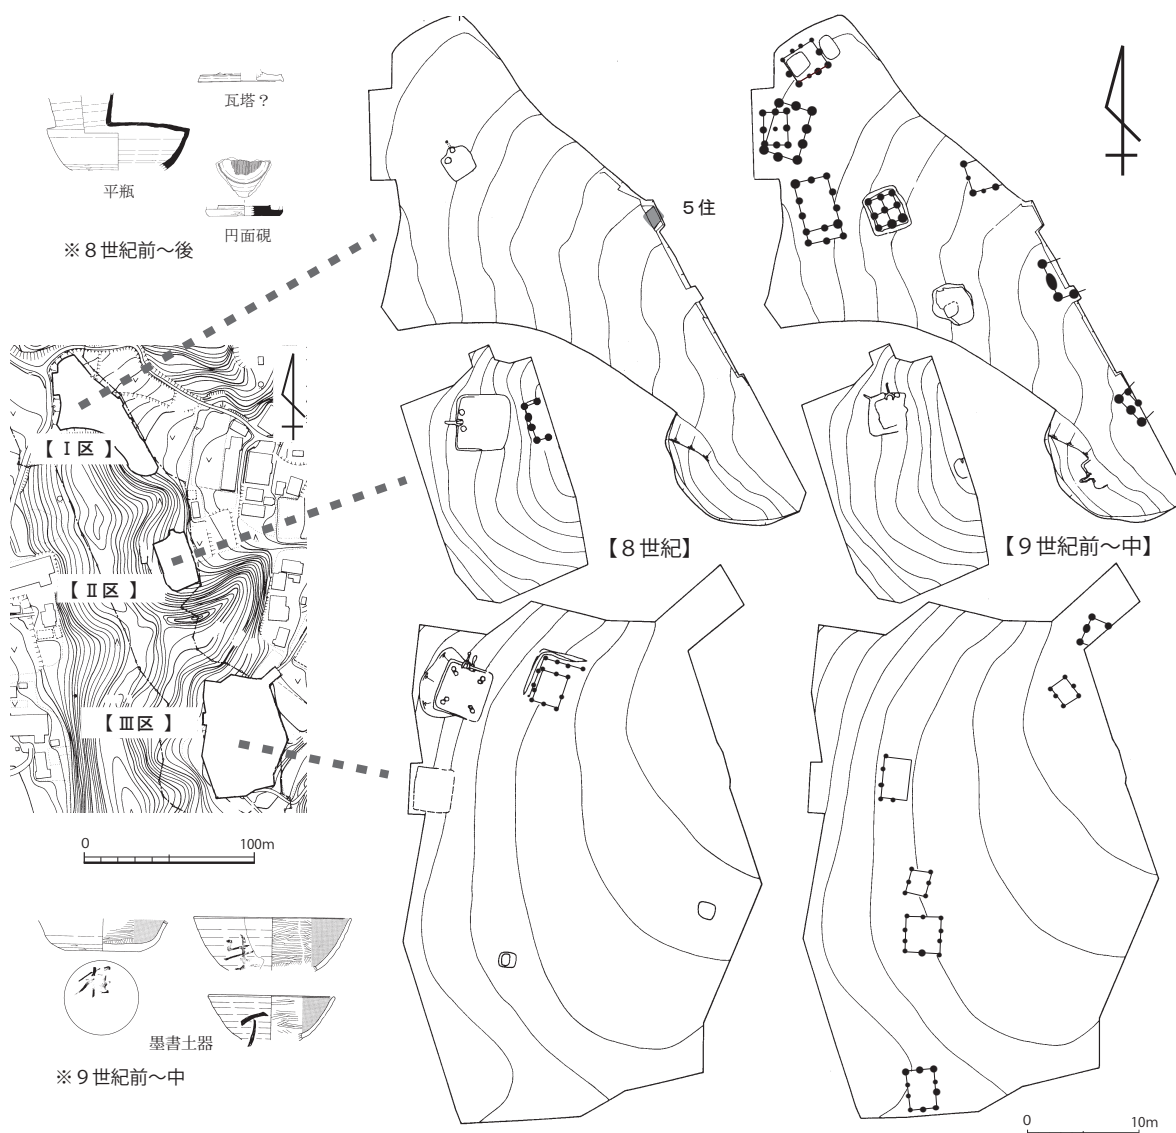 瓦塔？
平瓶
円面硯
※８世紀前～後
５住
【 Ⅰ区 】
【 Ⅱ区 】
【 Ⅲ区 】
【８世紀】
【９世紀前～中】
0 100m
墨書土器
※９世紀前～中
丁
0 10m